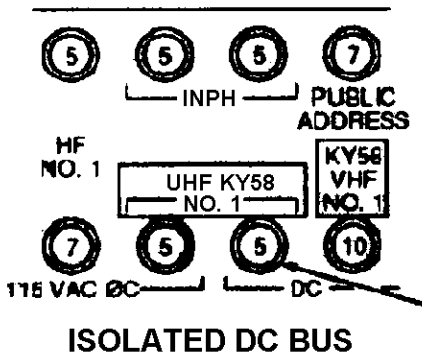 5 5 5 7
INPH PUBLIC
ADDRESS
HF
NO. 1
UHF KY58
NO. 1
KY58
VHF
NO. 1
7 5 5 10
115 VAC ØC DC
ISOLATED DC BUS